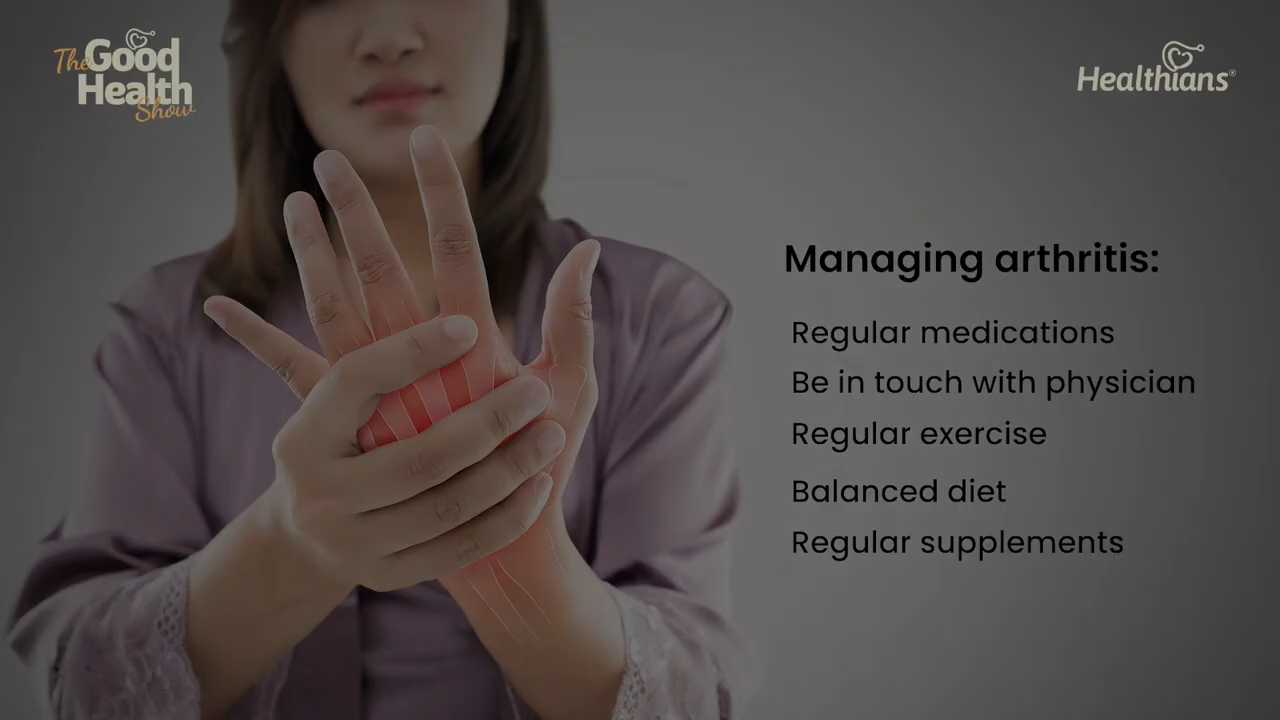 The Good
Health
Show
Healthians®
Managing arthritis:
Regular medications
Be in touch with physician
Regular exercise
Balanced diet
Regular supplements